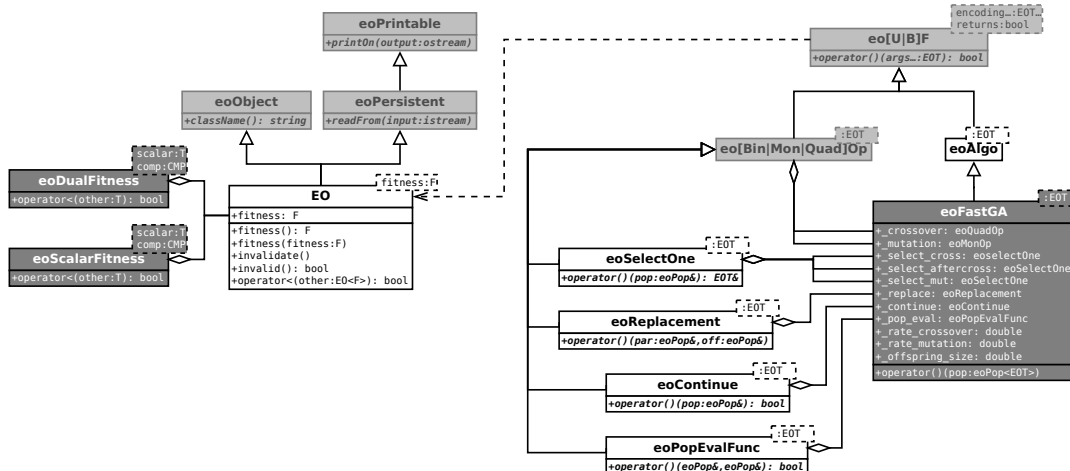 eoPrintable
+printOn(output:ostream)
eoObject
+className(): string
eoPersistent
+readFrom(input:istream)
scalar:T
comp:CMP
eoDualFitness
+operator<(other:T): bool
scalar:T
comp:CMP
eoScalarFitness
+operator<(other:T): bool
fitness:F
EO
+fitness: F
+fitness(): F
+fitness(fitness:F)
+invalidate()
+invalid(): bool
+operator<(other:EO<F>): bool
encoding…:EOT…
returns:bool
eo[U|B]F
+operator()(args…:EOT): bool
:EOT
eo[Bin|Mon|Quad]Op
:EOT
eoAlgo
:EOT
eoSelectOne
+operator()(pop:eoPop&): EOT&
:EOT
eoReplacement
+operator()(par:eoPop&,off:eoPop&)
:EOT
eoContinue
+operator()(pop:eoPop&): bool
:EOT
eoPopEvalFunc
+operator()(eoPop&,eoPop&): bool
:EOT
eoFastGA
+_crossover: eoQuadOp
+_mutation: eoMonOp
+_select_cross: eoselectOne
+_select_aftercross: eoSelectOne
+_select_mut: eoSelectOne
+_replace: eoReplacement
+_continue: eoContinue
+_pop_eval: eoPopEvalFunc
+_rate_crossover: double
+_rate_mutation: double
+_offspring_size: double
+operator()(pop:eoPop<EOT>)